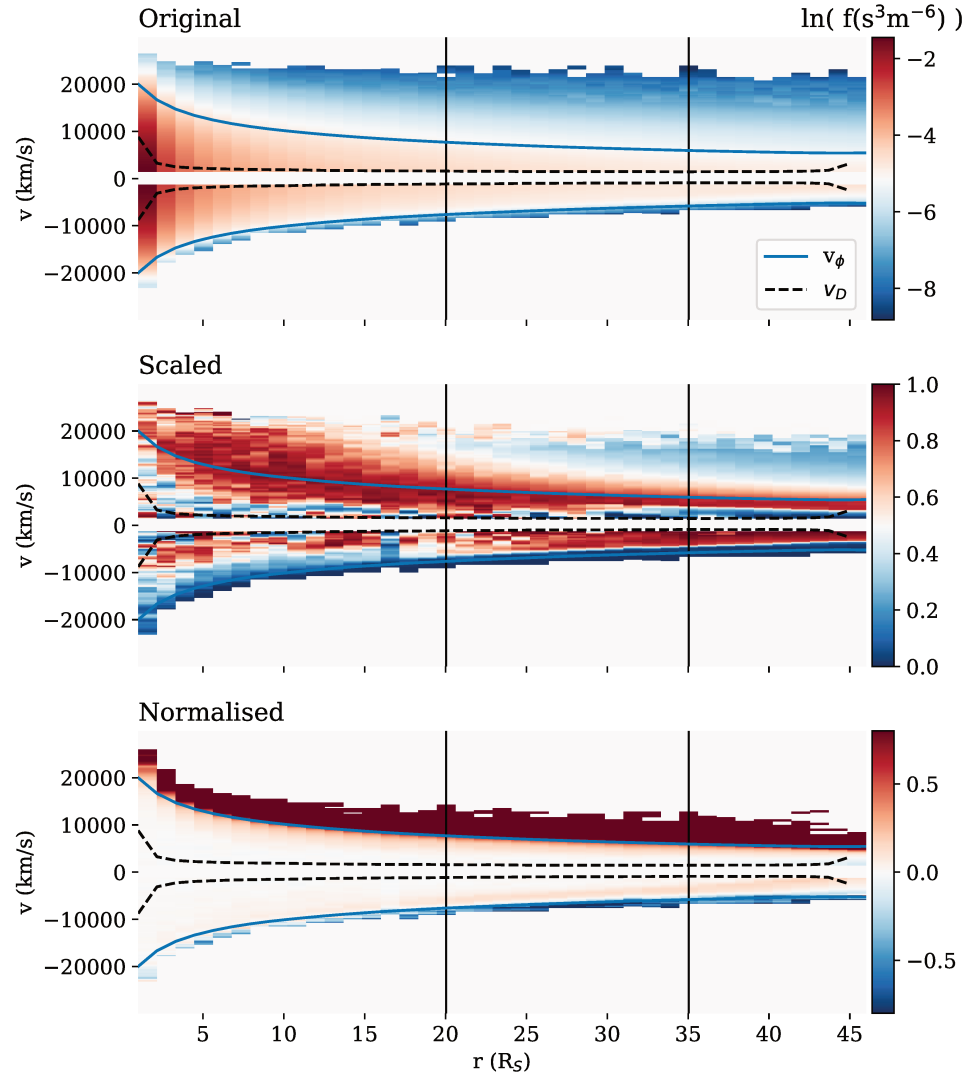 Original
ln( f(s³m⁻⁶) )
20000
10000
0
−10000
−20000
v (km/s)
v_ϕ
v_D
−2
−4
−6
−8
Scaled
20000
10000
0
−10000
−20000
v (km/s)
1.0
0.8
0.6
0.4
0.2
0.0
Normalised
20000
10000
0
−10000
−20000
v (km/s)
0.5
0.0
−0.5
5 10 15 20 25 30 35 40 45
r (R_S)